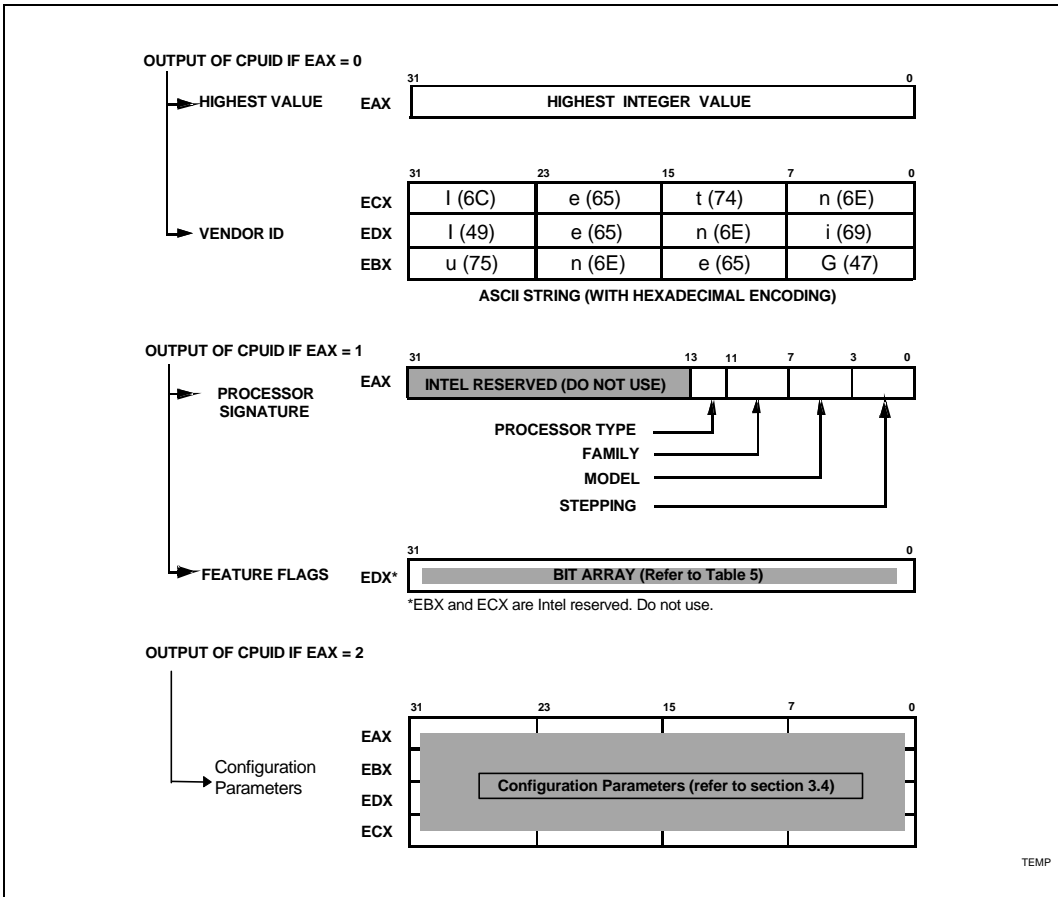 OUTPUT OF CPUID IF EAX = 0
31 0
HIGHEST VALUE EAX HIGHEST INTEGER VALUE
31 23 15 7 0
ECX l (6C) e (65) t (74) n (6E)
VENDOR ID EDX I (49) e (65) n (6E) i (69)
EBX u (75) n (6E) e (65) G (47)
ASCII STRING (WITH HEXADECIMAL ENCODING)
OUTPUT OF CPUID IF EAX = 1
31 13 11 7 3 0
PROCESSOR SIGNATURE EAX INTEL RESERVED (DO NOT USE)
PROCESSOR TYPE
FAMILY
MODEL
STEPPING
31 0
FEATURE FLAGS EDX* BIT ARRAY (Refer to Table 5)
*EBX and ECX are Intel reserved. Do not use.
OUTPUT OF CPUID IF EAX = 2
31 23 15 7 0
EAX
Configuration Parameters EBX
Configuration Parameters (refer to section 3.4)
EDX
ECX
TEMP